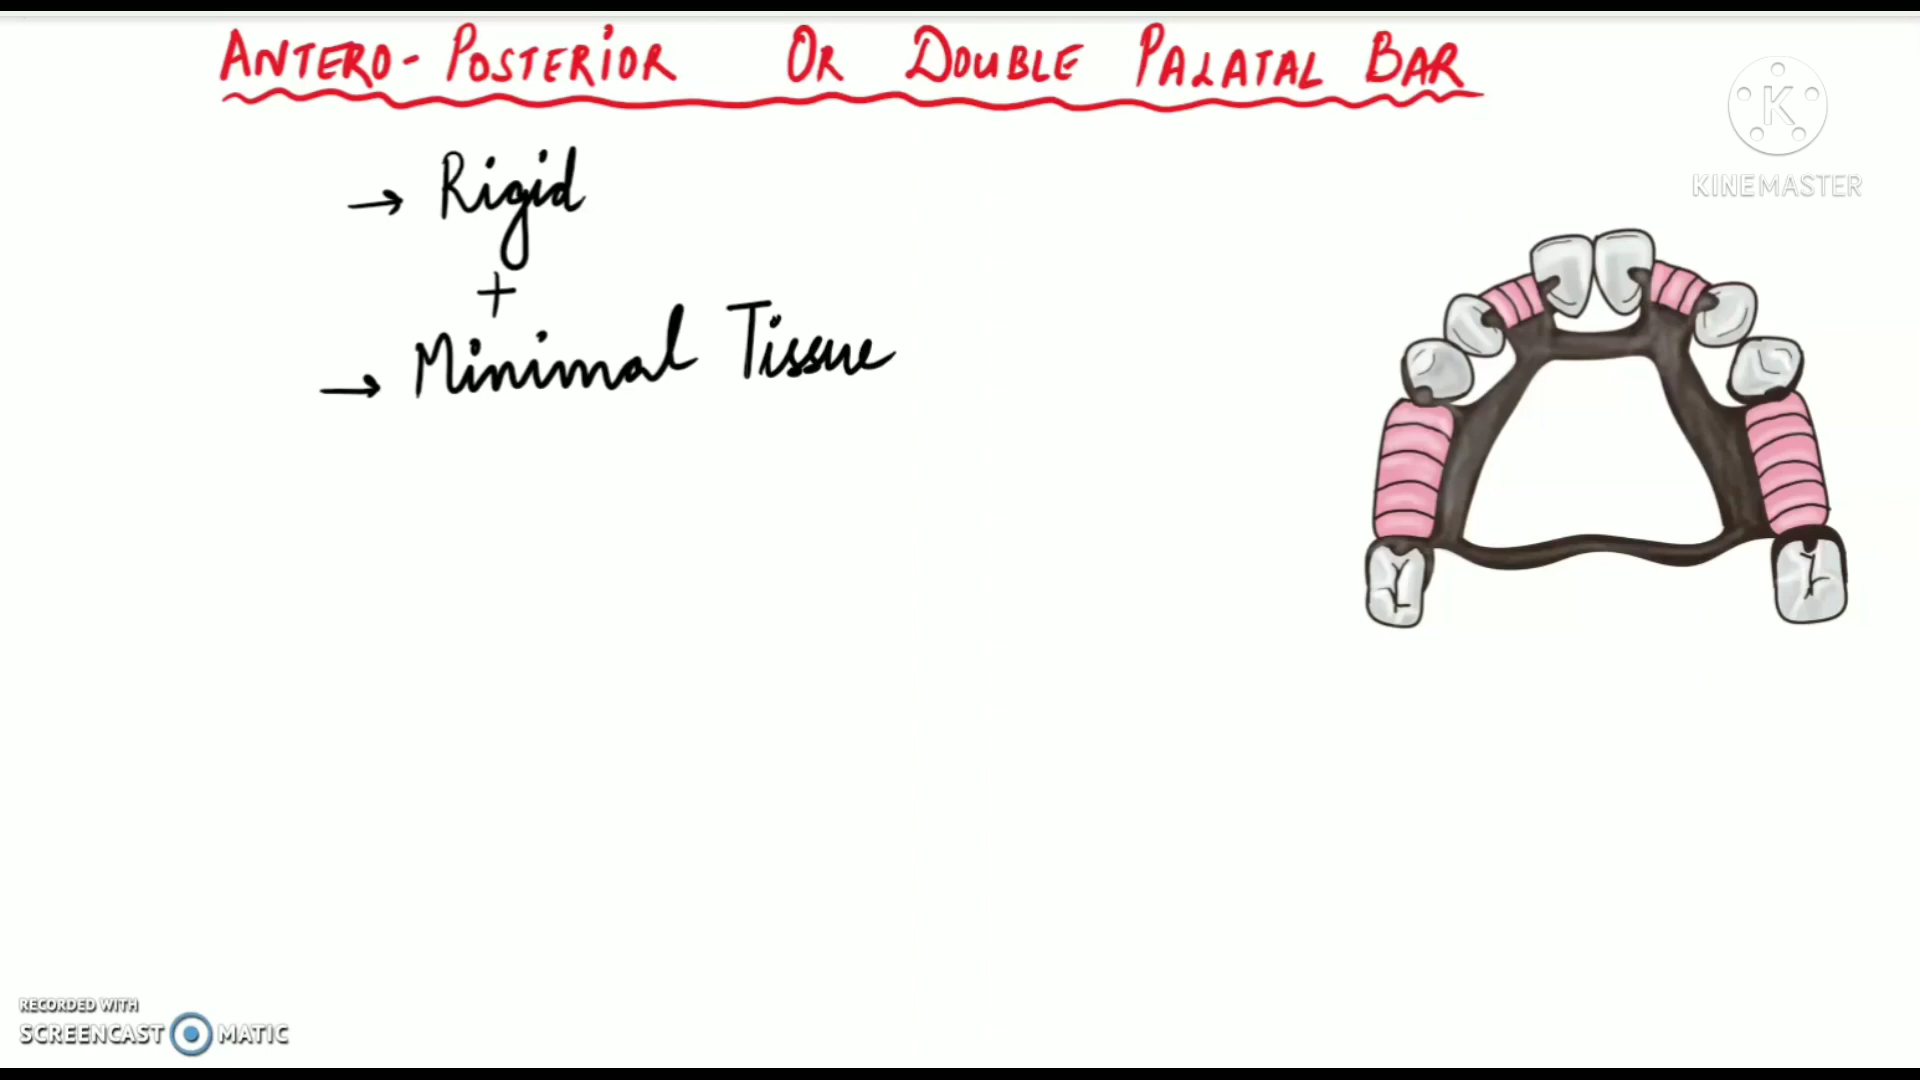 ANTERO-POSTERIOR OR DOUBLE PALATAL BAR
→ Rigid
+
→ Minimal Tissue
K
KINEMASTER
RECORDED WITH
SCREENCAST MATIC